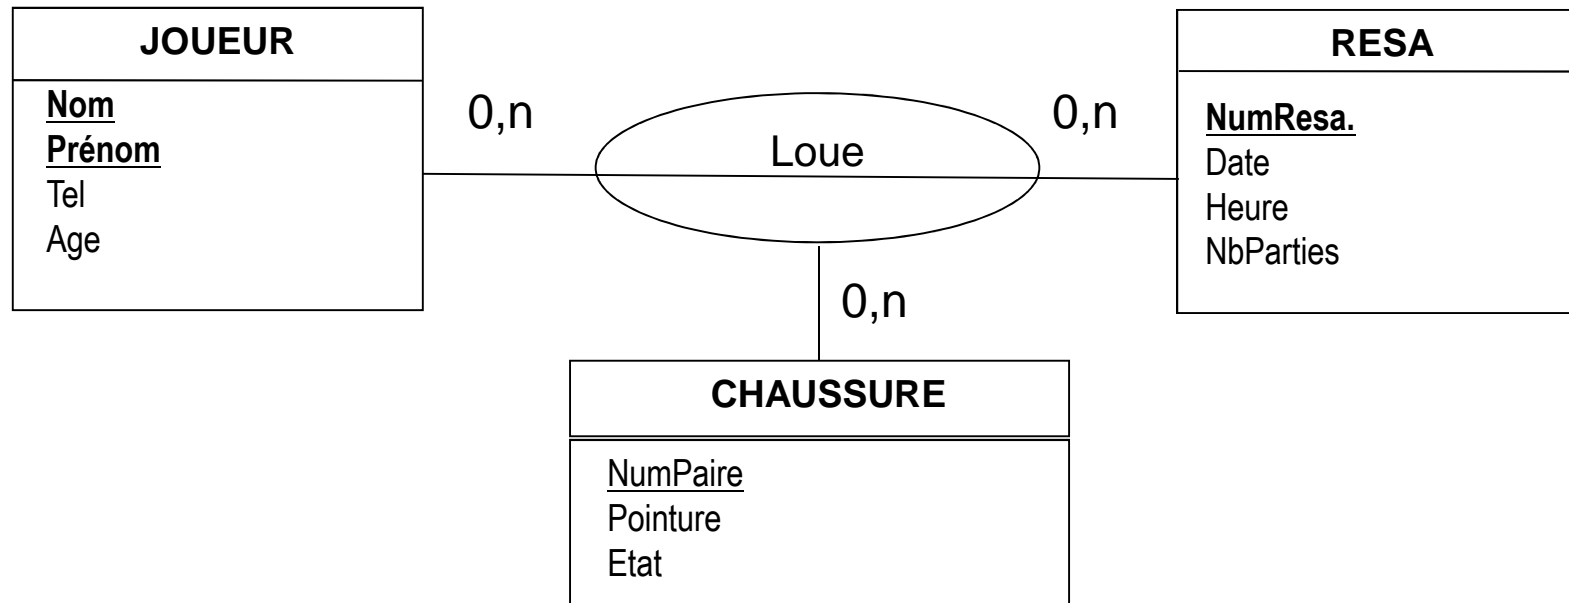 JOUEUR
Nom
Prénom
Tel
Age
0,n
Loue
0,n
RESA
NumResa.
Date
Heure
NbParties
0,n
CHAUSSURE
NumPaire
Pointure
Etat